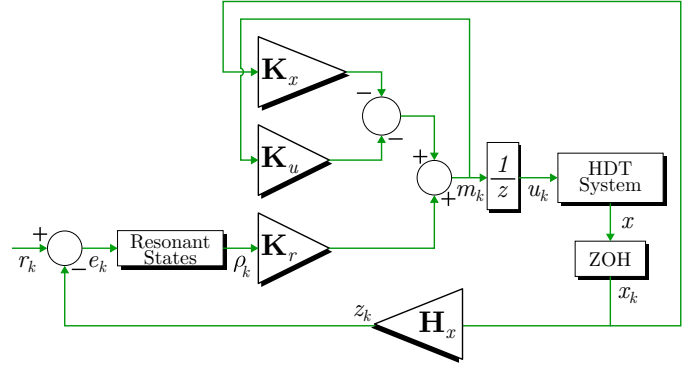 K_x
−
−
K_u
+
m_k
+
1/z
u_k
HDT
System
x
ZOH
x_k
+
r_k
−
e_k
Resonant
States
ρ_k
K_r
z_k
H_x